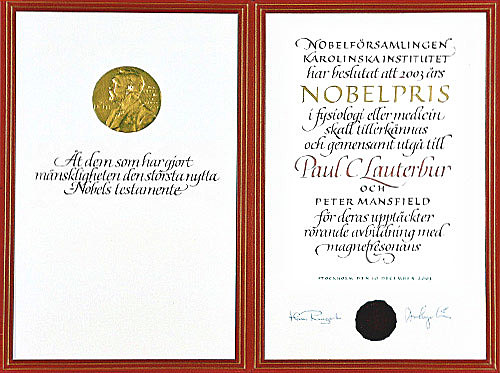 Åt dem som har gjort
mänskligheten den största nytta
Nobels testamente
NOBELFÖRSAMLINGEN
KAROLINSKA INSTITUTET
har beslutat att 2003 års
NOBELPRIS
i fysiologi eller medicin
skall tillerkännas
och gemensamt utgå till
Paul C Lauterbur
OCH
PETER MANSFIELD
för deras upptäckter
rörande avbildning med
magnetresonans
STOCKHOLM DEN 10 DECEMBER 2003